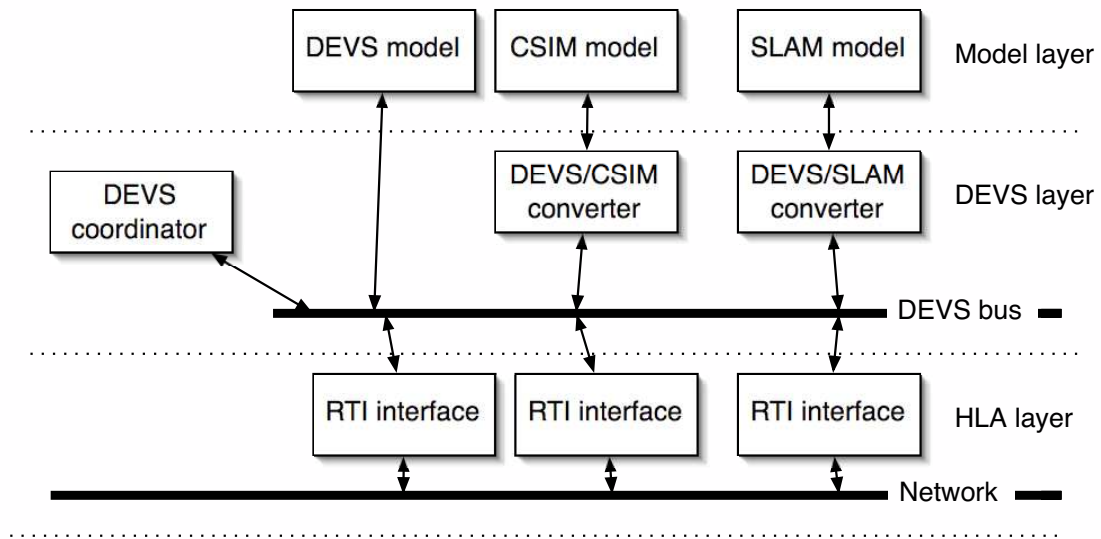 DEVS model
CSIM model
SLAM model
Model layer
DEVS
coordinator
DEVS/CSIM
converter
DEVS/SLAM
converter
DEVS layer
DEVS bus
RTI interface
RTI interface
RTI interface
HLA layer
Network